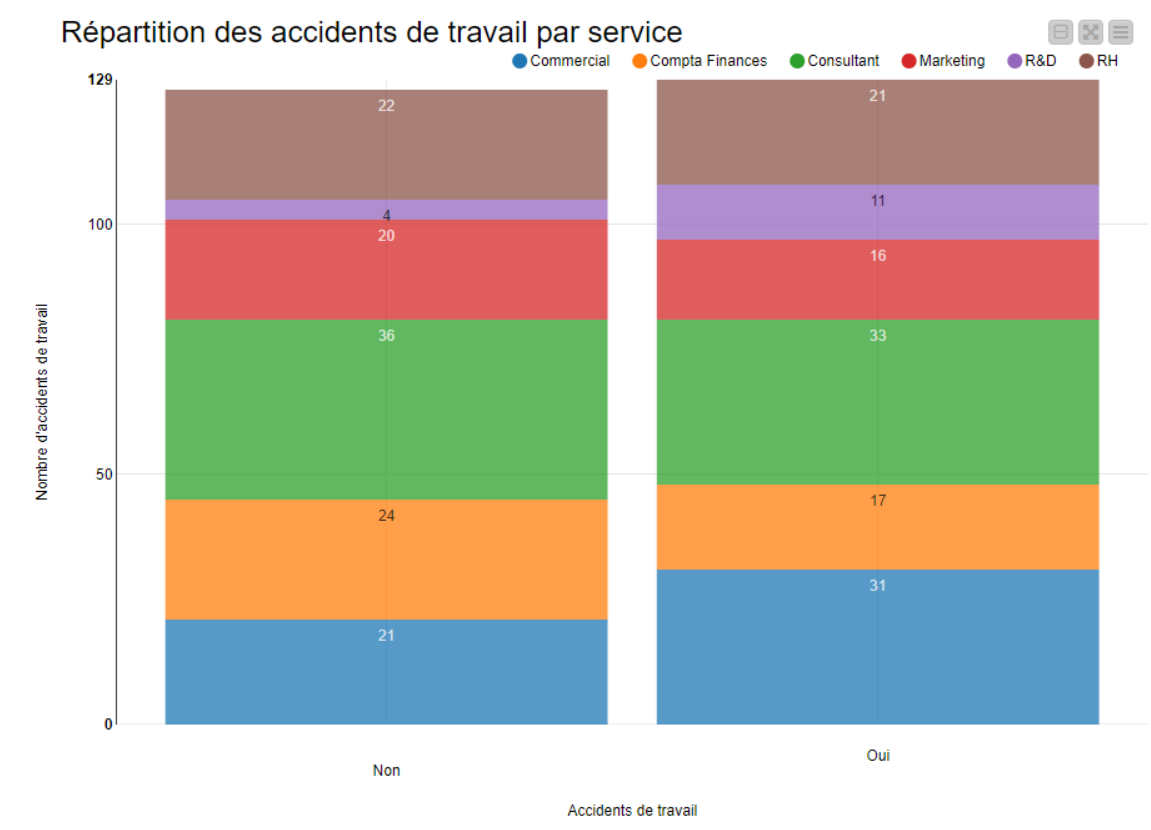 Répartition des accidents de travail par service
Commercial Compta Finances Consultant Marketing R&D RH
129
100
50
0
Nombre d'accidents de travail
22
4
20
36
24
21
21
11
16
33
17
31
Non
Oui
Accidents de travail